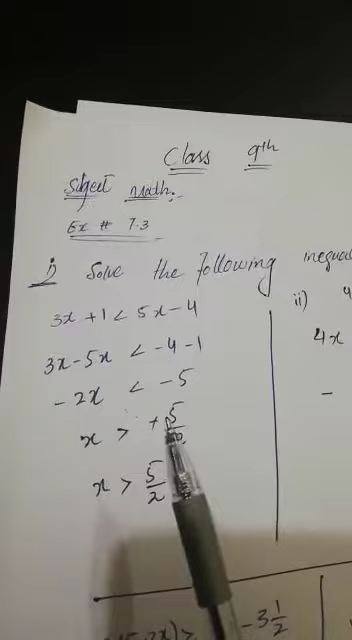 Class 9th
Subject Math.
Ex # 7.3
i) Solve the following
3x + 1 < 5x - 4
3x - 5x < -4 - 1
- 2x < - 5
x > + 5/2
x > 5/2
ii)
4x
-
- 3 1/2